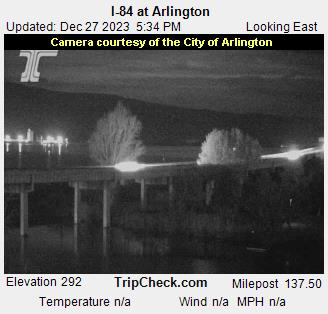 I-84 at Arlington
Updated: Dec 27 2023 5:34 PM Looking East
Camera courtesy of the City of Arlington
Elevation 292 TripCheck.com Milepost 137.50
Temperature n/a Wind n/a MPH n/a